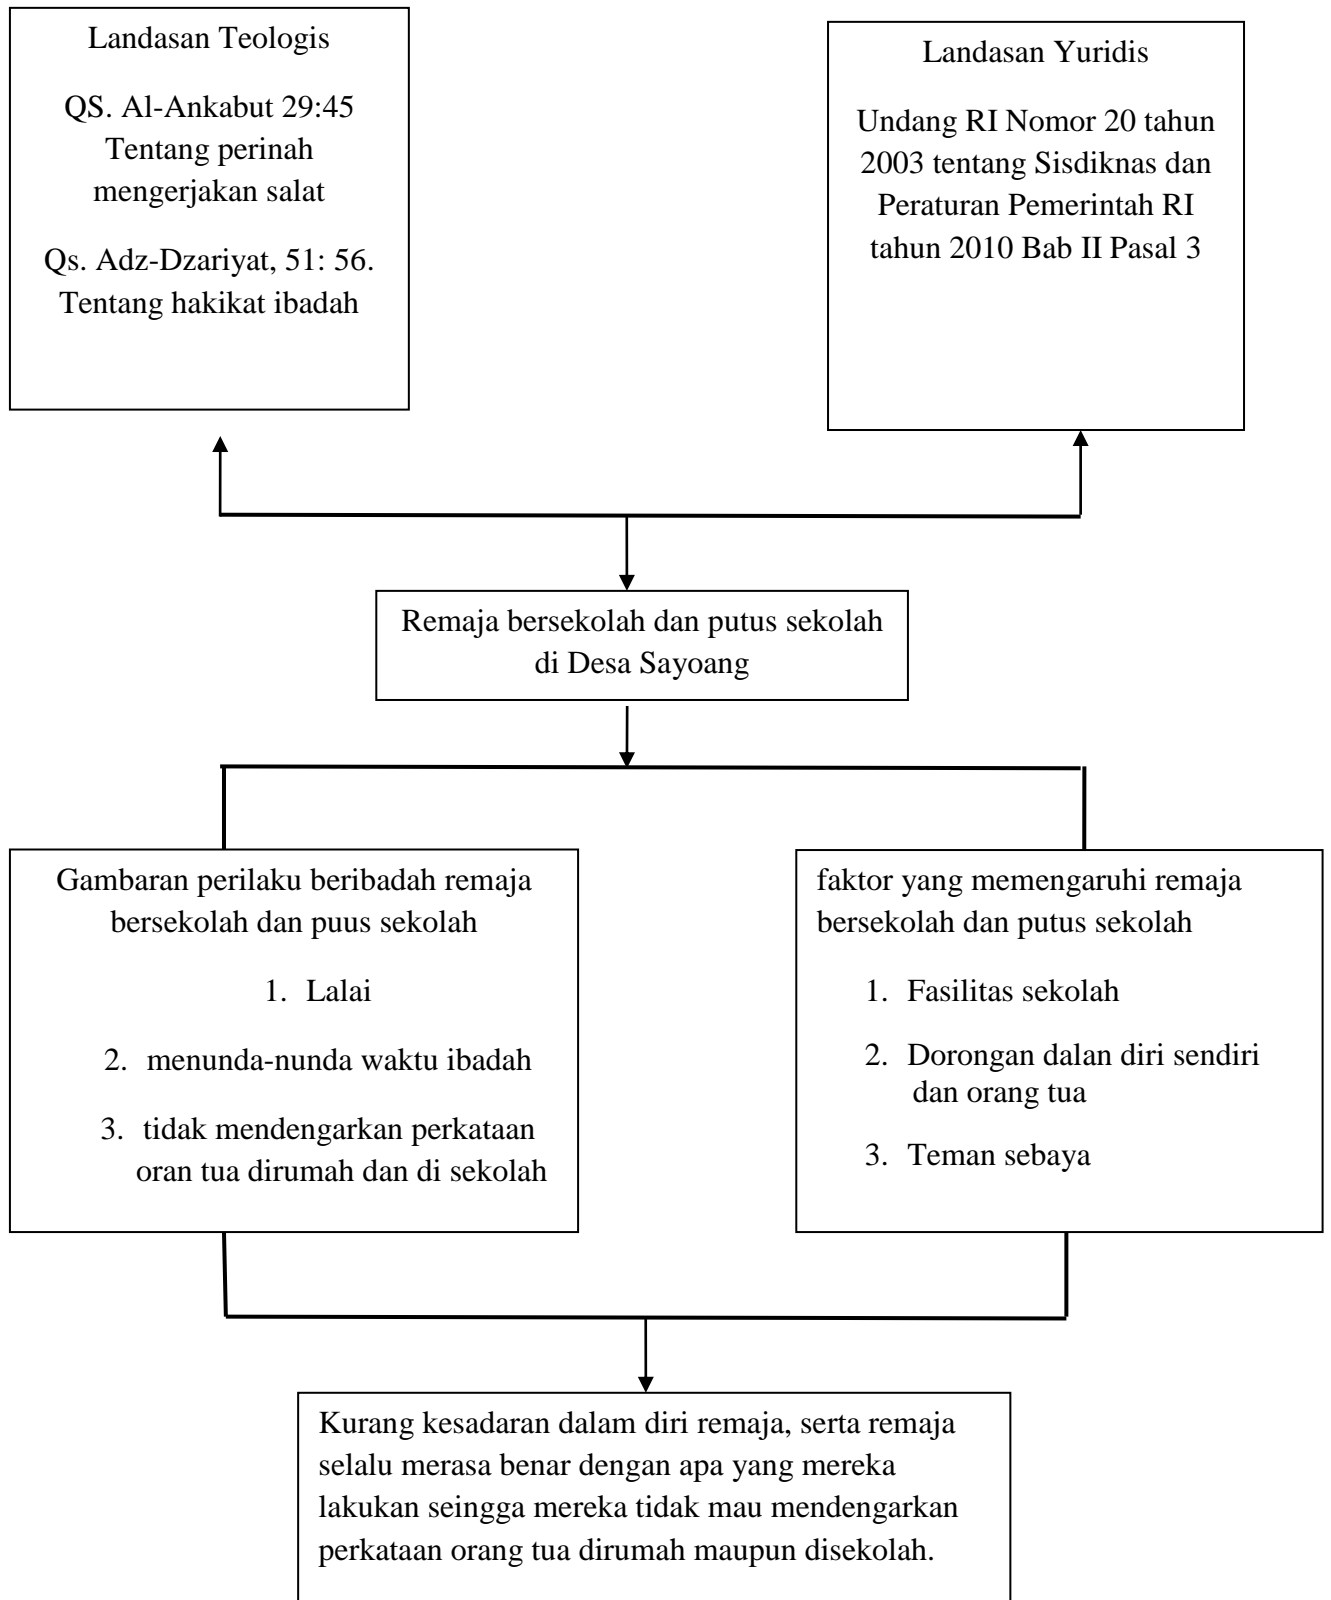 Landasan Teologis
QS. Al-Ankabut 29:45
Tentang perinah
mengerjakan salat
Qs. Adz-Dzariyat, 51: 56.
Tentang hakikat ibadah
Landasan Yuridis
Undang RI Nomor 20 tahun
2003 tentang Sisdiknas dan
Peraturan Pemerintah RI
tahun 2010 Bab II Pasal 3
Remaja bersekolah dan putus sekolah
di Desa Sayoang
Gambaran perilaku beribadah remaja
bersekolah dan puus sekolah
1. Lalai
2. menunda-nunda waktu ibadah
3. tidak mendengarkan perkataan
oran tua dirumah dan di sekolah
faktor yang memengaruhi remaja
bersekolah dan putus sekolah
1. Fasilitas sekolah
2. Dorongan dalan diri sendiri
dan orang tua
3. Teman sebaya
Kurang kesadaran dalam diri remaja, serta remaja
selalu merasa benar dengan apa yang mereka
lakukan seingga mereka tidak mau mendengarkan
perkataan orang tua dirumah maupun disekolah.